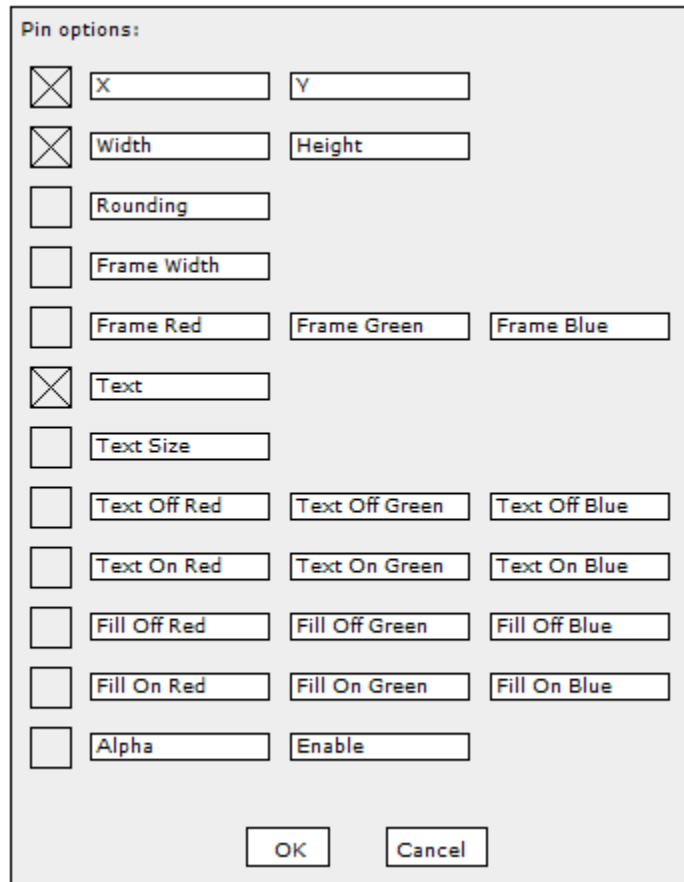 Pin options:
X Y
Width Height
Rounding
Frame Width
Frame Red Frame Green Frame Blue
Text
Text Size
Text Off Red Text Off Green Text Off Blue
Text On Red Text On Green Text On Blue
Fill Off Red Fill Off Green Fill Off Blue
Fill On Red Fill On Green Fill On Blue
Alpha Enable
OK Cancel